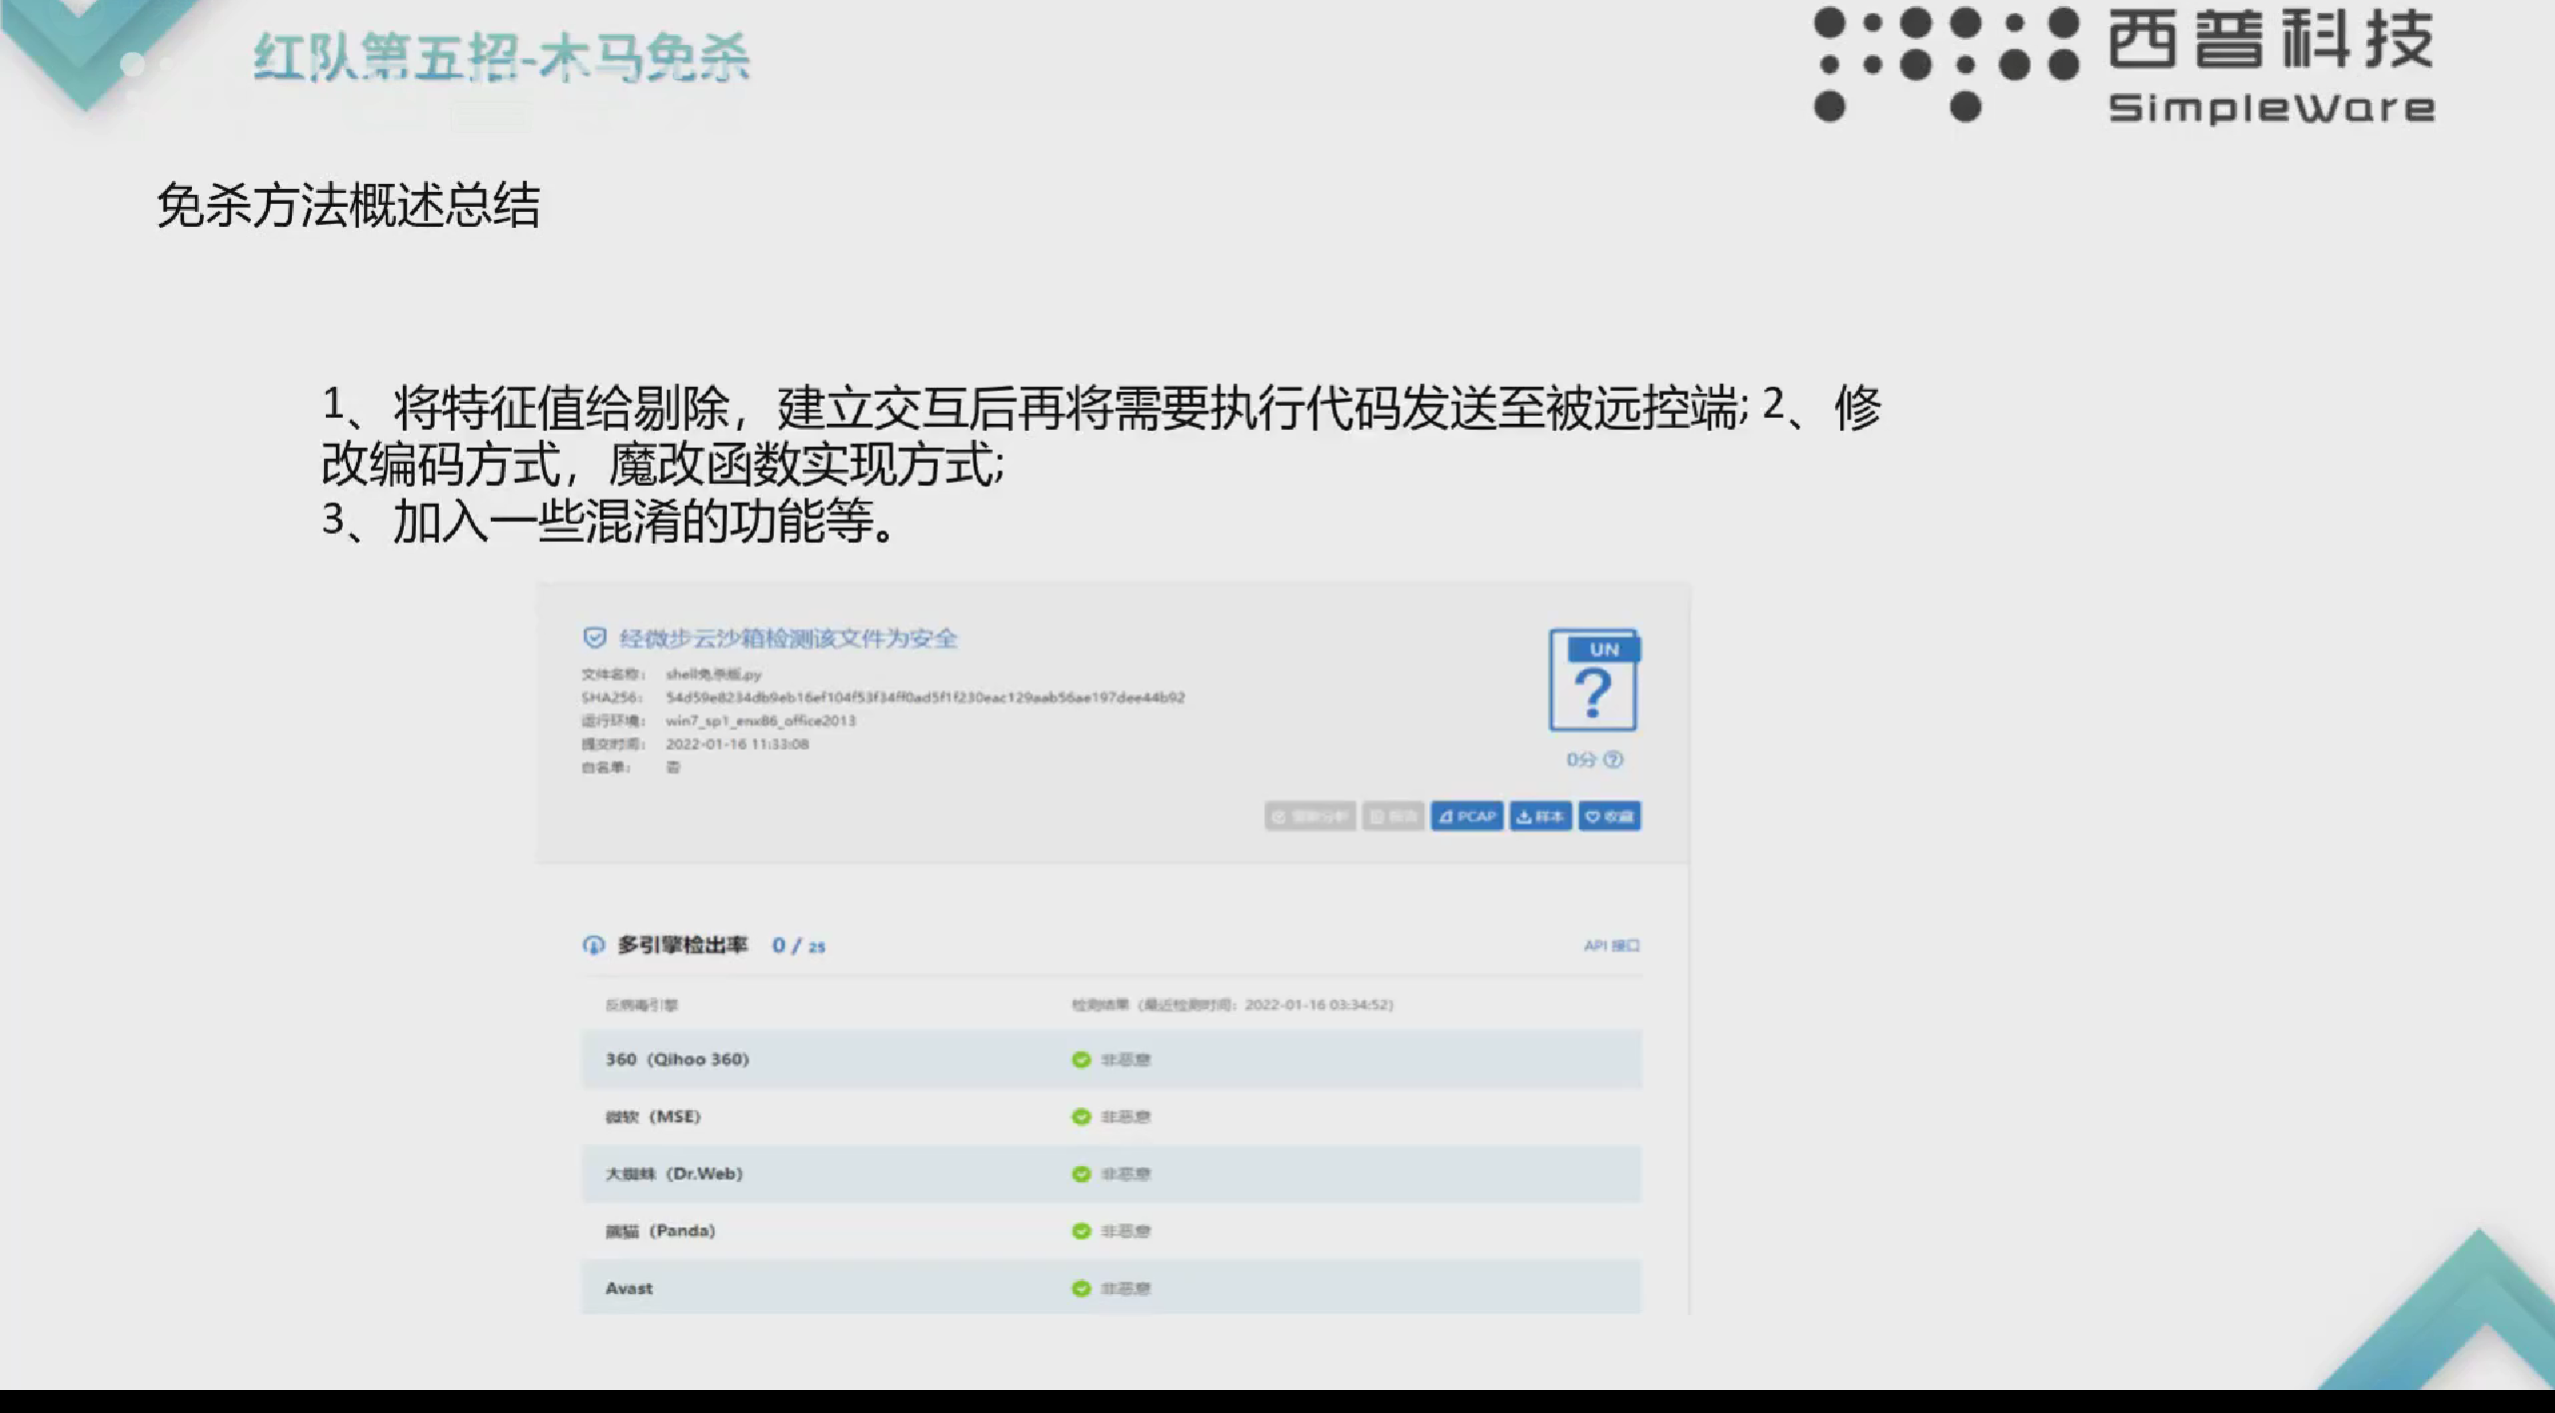 红队第五招-木马免杀
西普科技
SimpleWare
免杀方法概述总结
1、将特征值给剔除，建立交互后再将需要执行代码发送至被远控端; 2、修
改编码方式，魔改函数实现方式;
3、加入一些混淆的功能等。
经微步云沙箱检测该文件为安全
UN
?
文件名称： shell免杀版.py
SHA256: 54d59e8234db9eb16ef104f53f34ff0ad5f1f230eac129aab56ae197dee44b92
运行环境： win7_sp1_enx86_office2013
提交时间： 2022-01-16 11:33:08
0分
白名单： 否
PCAP 样本 收藏
多引擎检出率 0 / 25
API 接口
反病毒引擎 检测结果（最近检测时间：2022-01-16 03:34:52）
360（Qihoo 360） 非恶意
微软（MSE） 非恶意
大蜘蛛（Dr.Web） 非恶意
熊猫（Panda） 非恶意
Avast 非恶意